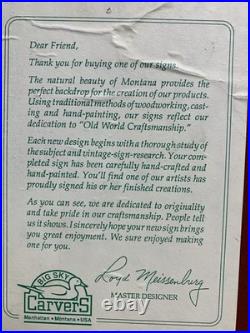 Dear Friend,
Thank you for buying one of our signs.
The natural beauty of Montana provides the
perfect backdrop for the creation of our products.
Using traditional methods of woodworking, cast-
ing and hand-painting, our signs reflect our
dedication to "Old World Craftsmanship."
Each new design begins with a thorough study of
the subject and vintage-sign-research. Your com-
pleted sign has been carefully hand-crafted and
hand-painted. You'll find one of our artists has
proudly signed his or her finished creations.
As you can see, we are dedicated to originality
and take pride in our craftsmanship. People tell
us it shows. I sincerely hope your new sign brings
you great enjoyment. We sure enjoyed making
one for you.
Loyd Meissenburg
MASTER DESIGNER
BIG SKY
CARVERS
Manhattan • Montana • USA